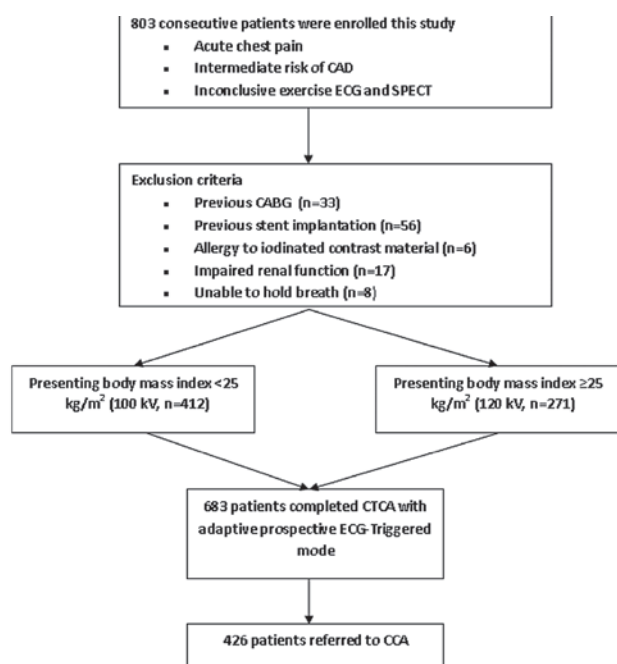 803 consecutive patients were enrolled this study
▪ Acute chest pain
▪ Intermediate risk of CAD
▪ Inconclusive exercise ECG and SPECT
Exclusion criteria
▪ Previous CABG (n=33)
▪ Previous stent implantation (n=56)
▪ Allergy to iodinated contrast material (n=6)
▪ Impaired renal function (n=17)
▪ Unable to hold breath (n=8)
Presenting body mass index <25
kg/m² (100 kV, n=412)
Presenting body mass index ≥25
kg/m² (120 kV, n=271)
683 patients completed CTCA with
adaptive prospective ECG-Triggered
mode
426 patients referred to CCA